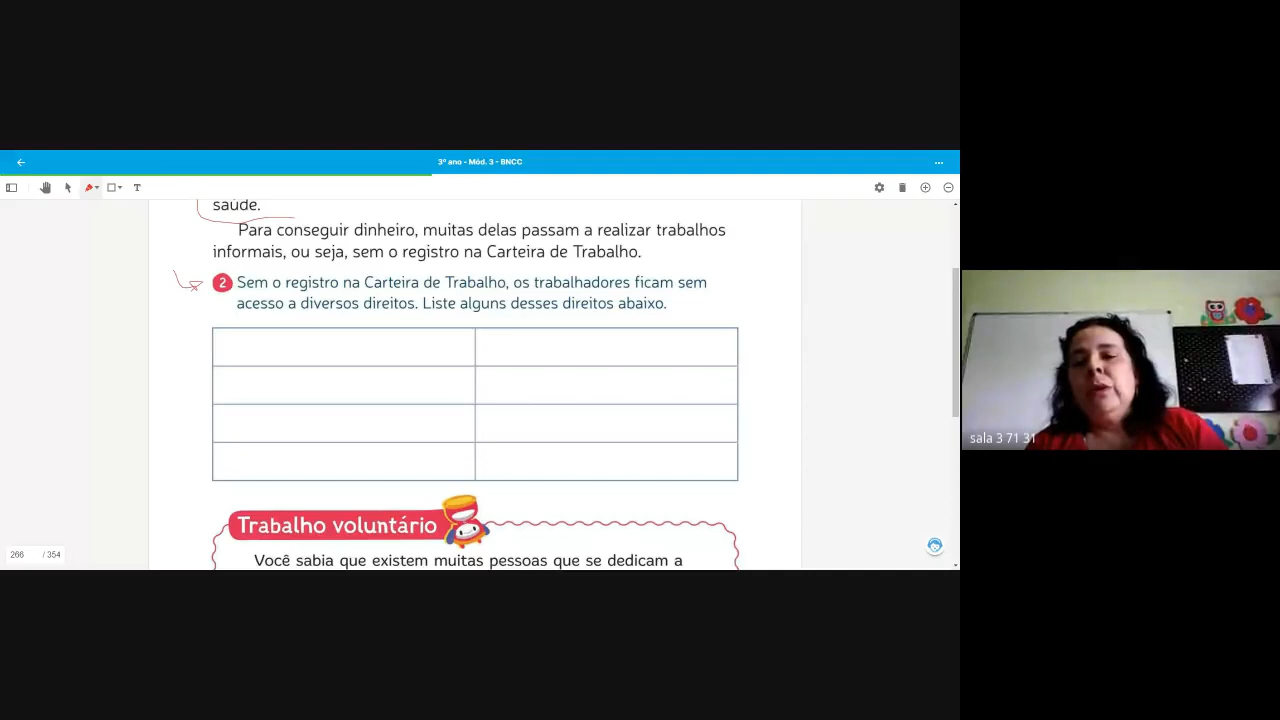 3º ano - Mód. 3 - BNCC
T
saúde.
Para conseguir dinheiro, muitas delas passam a realizar trabalhos
informais, ou seja, sem o registro na Carteira de Trabalho.
2 Sem o registro na Carteira de Trabalho, os trabalhadores ficam sem
acesso a diversos direitos. Liste alguns desses direitos abaixo.
sala 3 71 31
Trabalho voluntário
266 / 354
Você sabia que existem muitas pessoas que se dedicam a